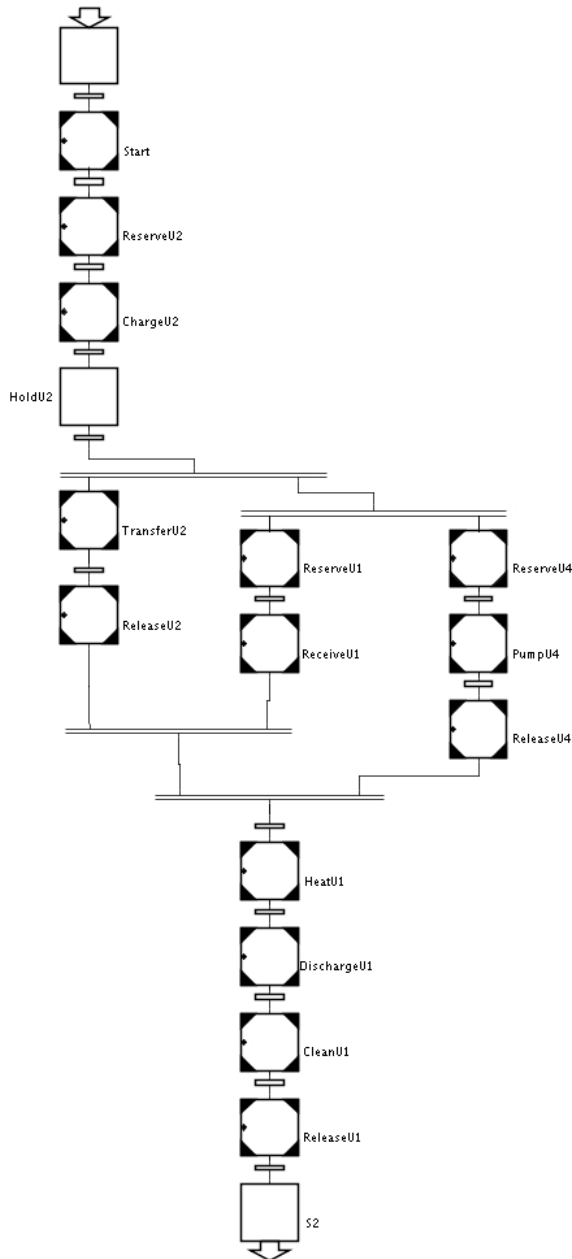 Start
ReserveU2
ChargeU2
HoldU2
TransferU2
ReserveU1
ReserveU4
ReleaseU2
ReceiveU1
PumpU4
ReleaseU4
HeatU1
DischargeU1
CleanU1
ReleaseU1
S2